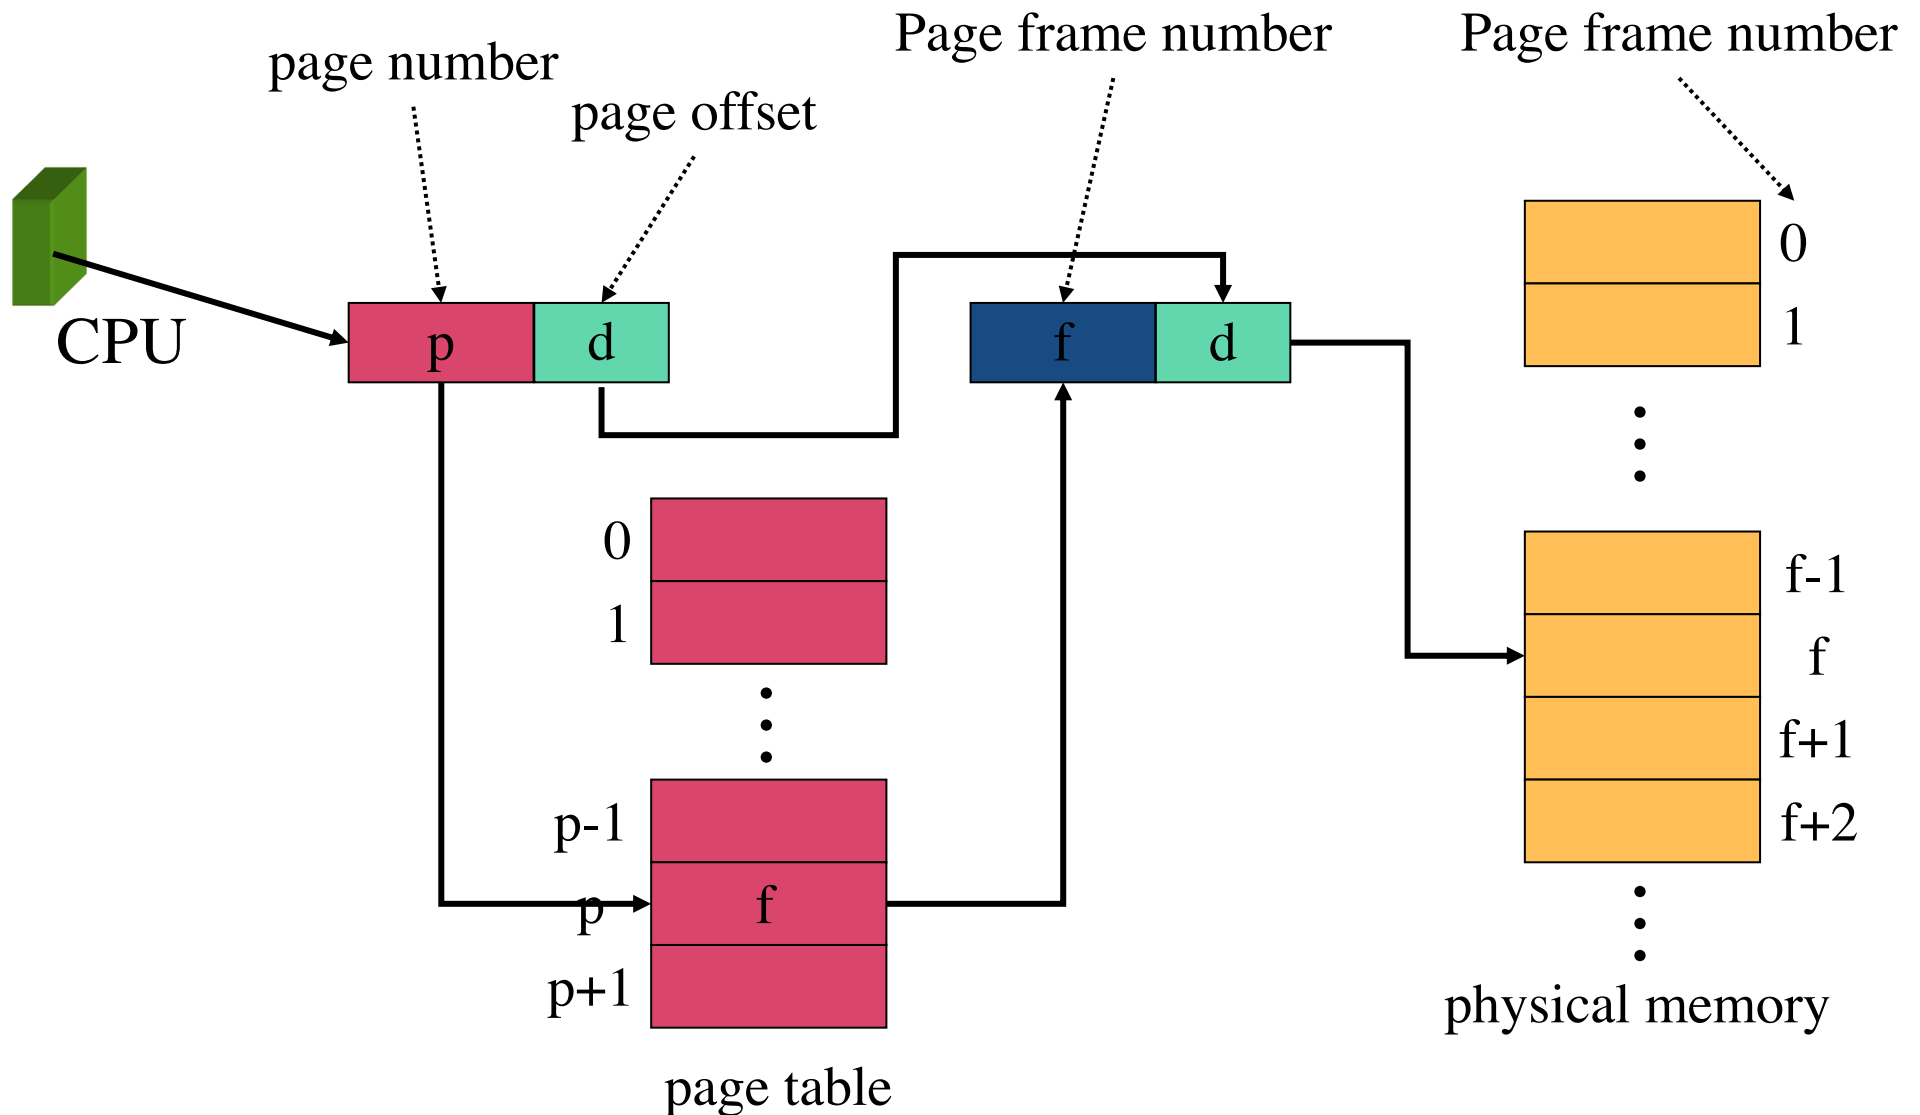 page number
page offset
Page frame number
Page frame number
CPU
p
d
f
d
0
1
0
1
f-1
f
f+1
f+2
p-1
p
f
p+1
physical memory
page table